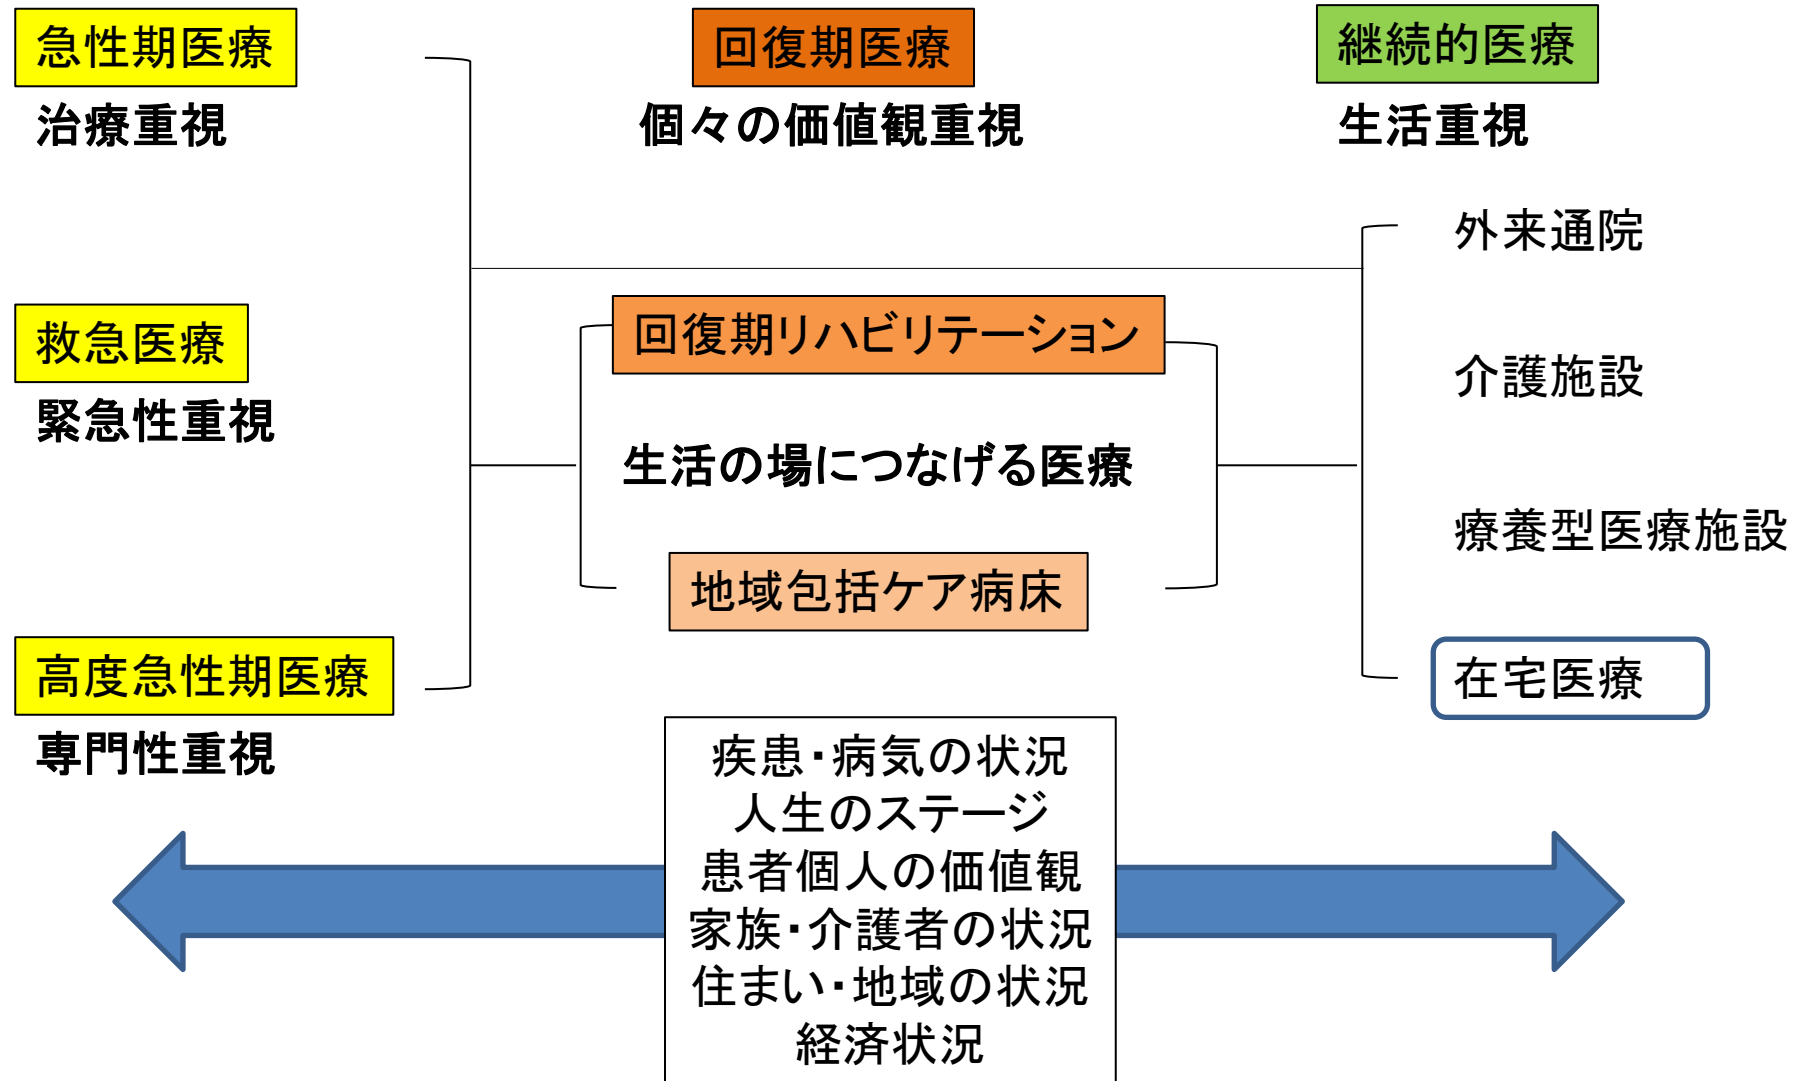 急性期医療
治療重視
救急医療
緊急性重視
高度急性期医療
専門性重視
回復期医療
個々の価値観重視
回復期リハビリテーション
生活の場につなげる医療
地域包括ケア病床
継続的医療
生活重視
外来通院
介護施設
療養型医療施設
在宅医療
疾患・病気の状況
人生のステージ
患者個人の価値観
家族・介護者の状況
住まい・地域の状況
経済状況